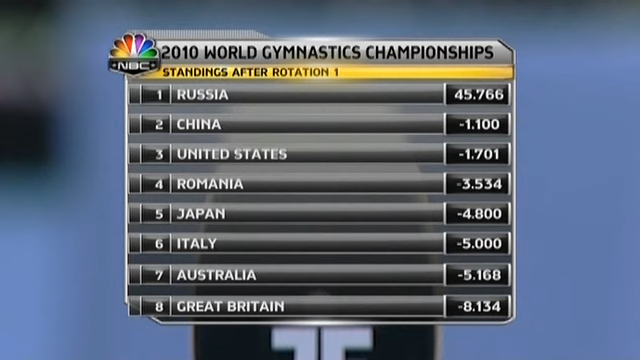 NBC
2010 WORLD GYMNASTICS CHAMPIONSHIPS
STANDINGS AFTER ROTATION 1
1 RUSSIA 45.766
2 CHINA -1.100
3 UNITED STATES -1.701
4 ROMANIA -3.534
5 JAPAN -4.800
6 ITALY -5.000
7 AUSTRALIA -5.168
8 GREAT BRITAIN -8.134